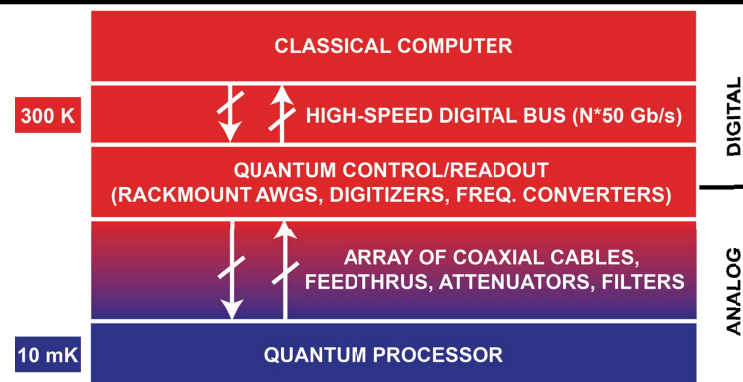 CLASSICAL COMPUTER
300 K
HIGH-SPEED DIGITAL BUS (N*50 Gb/s)
DIGITAL
QUANTUM CONTROL/READOUT
(RACKMOUNT AWGS, DIGITIZERS, FREQ. CONVERTERS)
ARRAY OF COAXIAL CABLES,
FEEDTHRUS, ATTENUATORS, FILTERS
ANALOG
10 mK
QUANTUM PROCESSOR